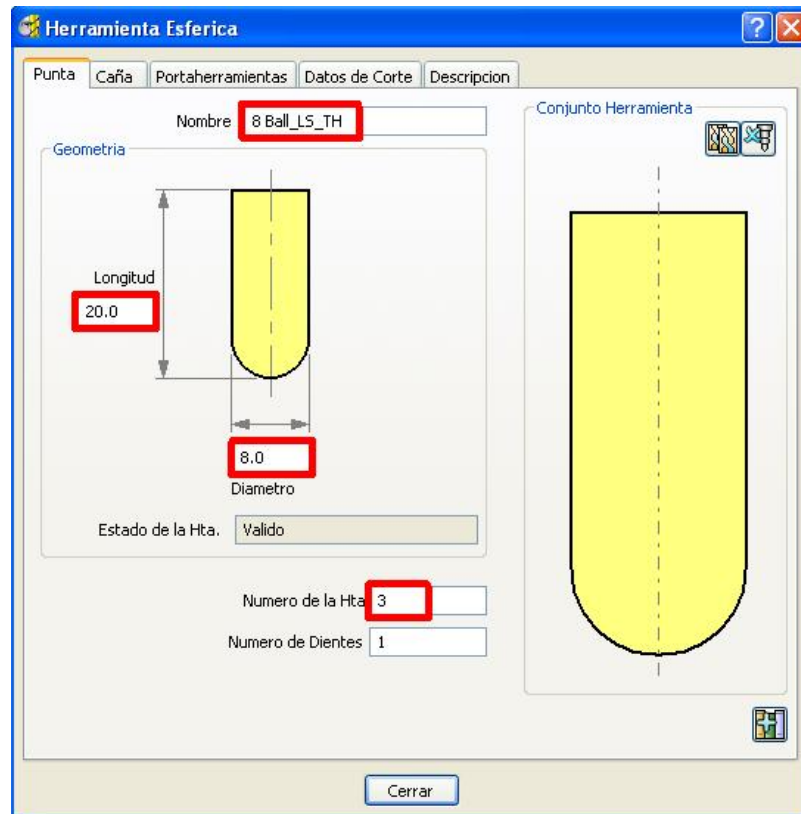 Herramienta Esferica
Punta Caña Portaherramientas Datos de Corte Descripcion
Nombre 8 Ball_LS_TH
Conjunto Herramienta
Geometria
Longitud
20.0
8.0
Diametro
Estado de la Hta. Valido
Numero de la Hta 3
Numero de Dientes 1
Cerrar